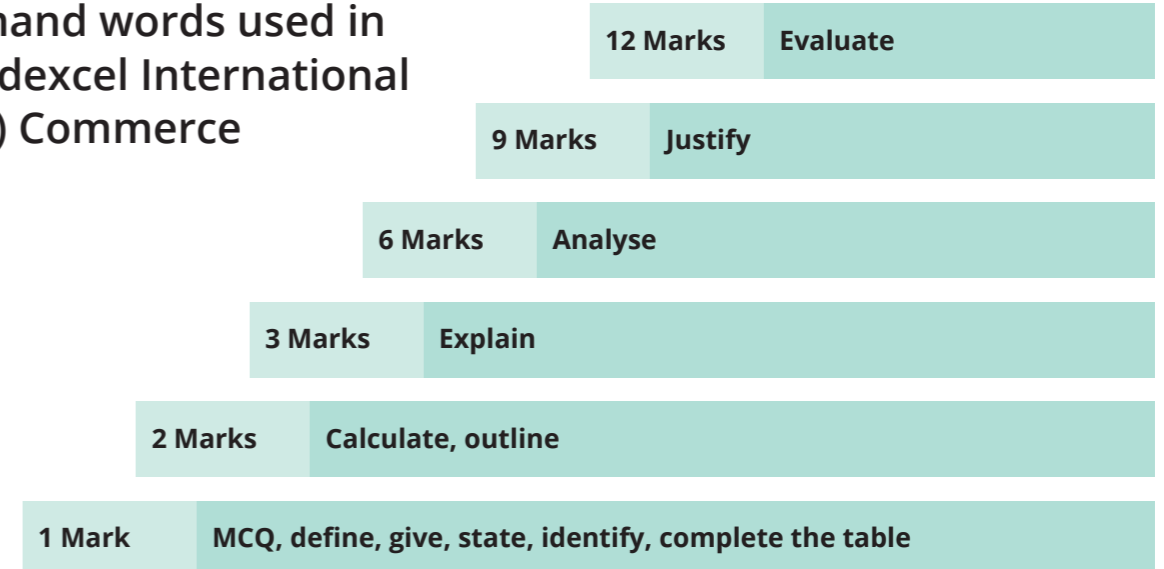 mand words used in
dexcel International
) Commerce
12 Marks Evaluate
9 Marks Justify
6 Marks Analyse
3 Marks Explain
2 Marks Calculate, outline
1 Mark MCQ, define, give, state, identify, complete the table